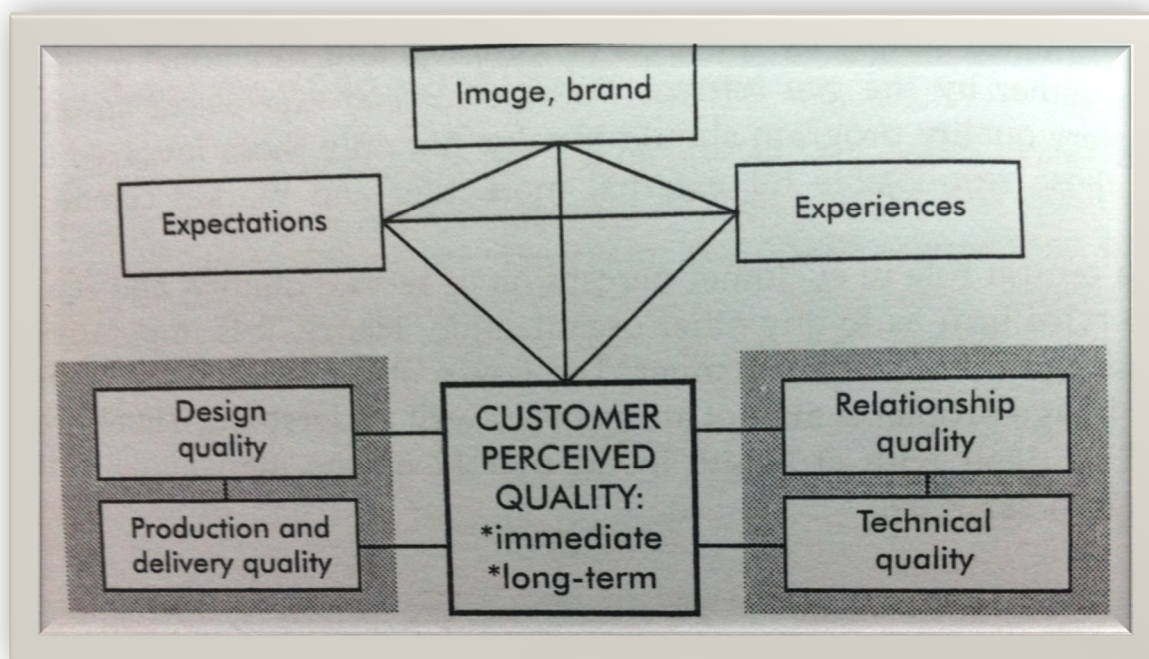 Image, brand
Expectations
Experiences
Design
quality
Production and
delivery quality
CUSTOMER
PERCEIVED
QUALITY:
*immediate
*long-term
Relationship
quality
Technical
quality